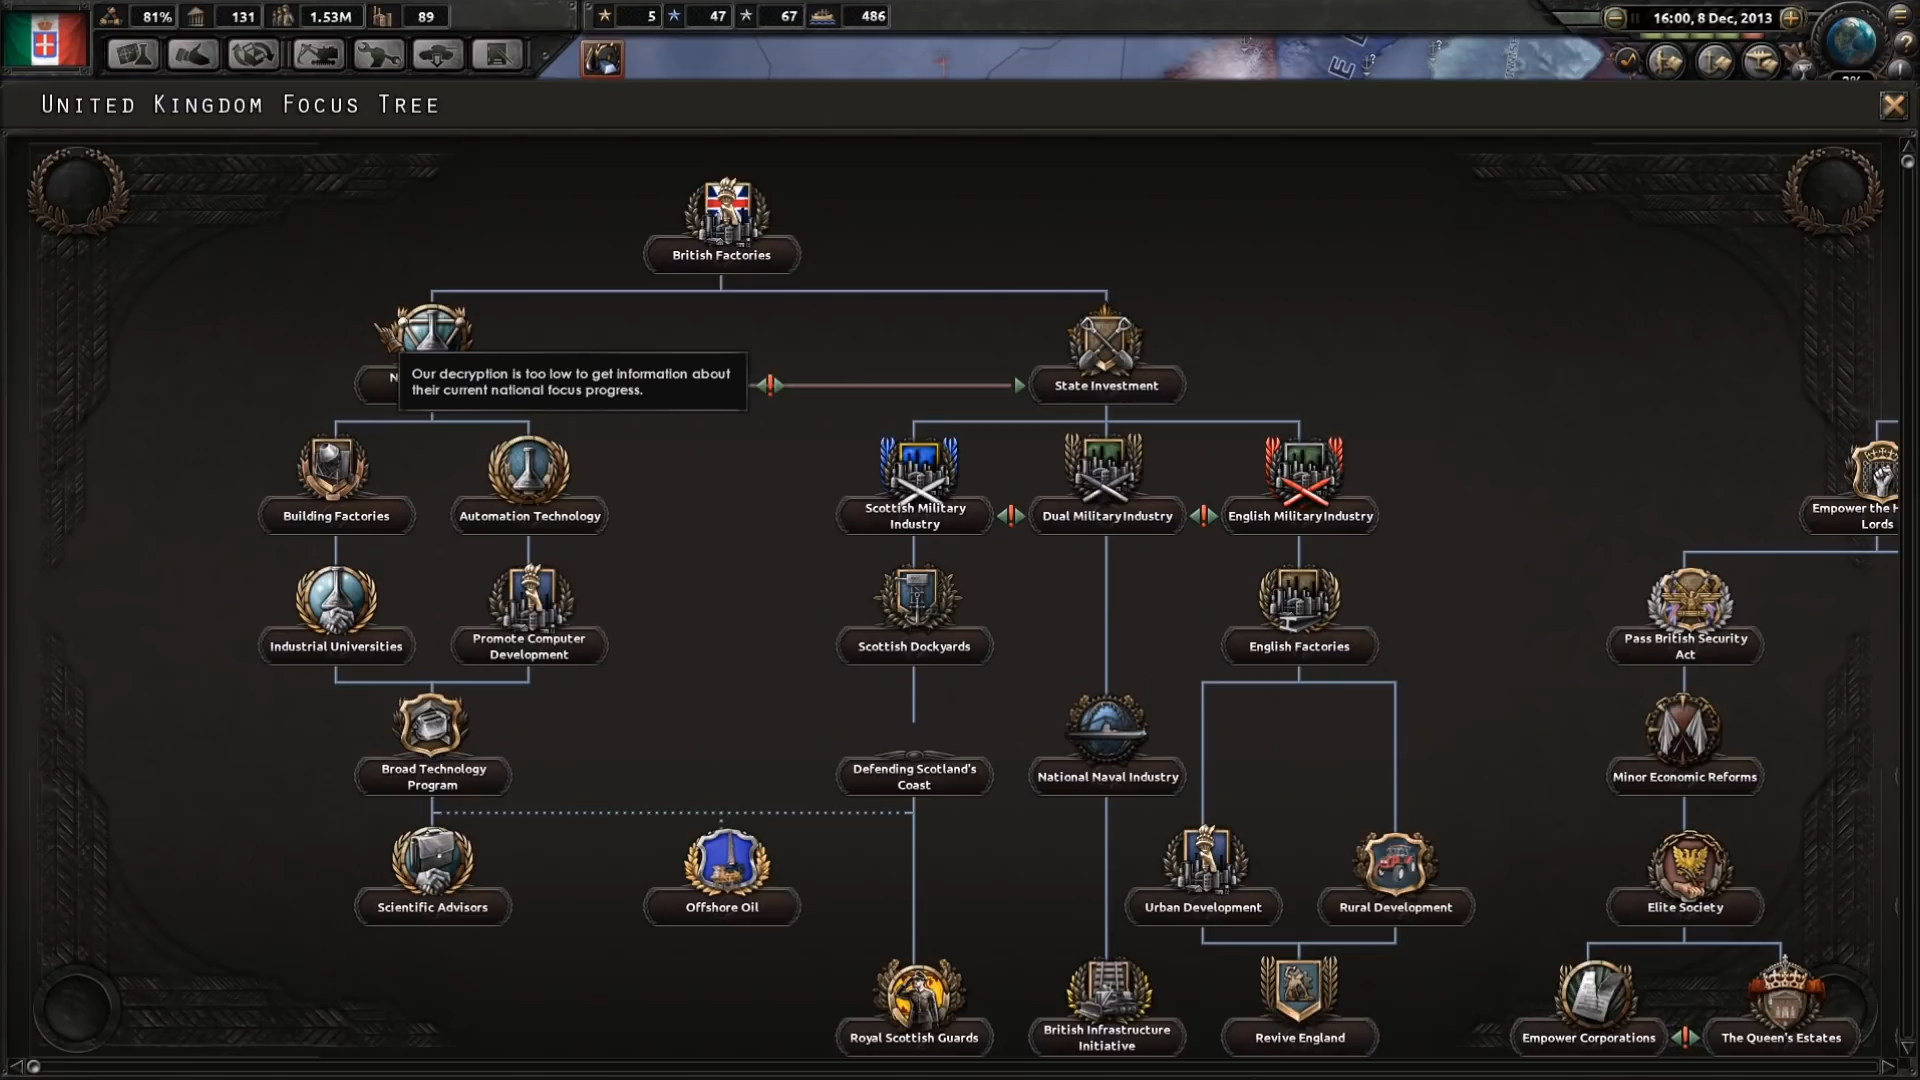 81%
131
1.53M
89
5
47
67
486
16:00, 8 Dec, 2013
United Kingdom Focus Tree
British Factories
Our decryption is too low to get information about
their current national focus progress.
State Investment
Building Factories
Automation Technology
Scottish Military
Industry
Dual Military Industry
English Military Industry
Empower the H
Lords
Industrial Universities
Promote Computer
Development
Scottish Dockyards
English Factories
Pass British Security
Act
Broad Technology
Program
Defending Scotland's
Coast
National Naval Industry
Minor Economic Reforms
Scientific Advisors
Offshore Oil
Urban Development
Rural Development
Elite Society
Royal Scottish Guards
British Infrastructure
Initiative
Revive England
Empower Corporations
The Queen's Estates